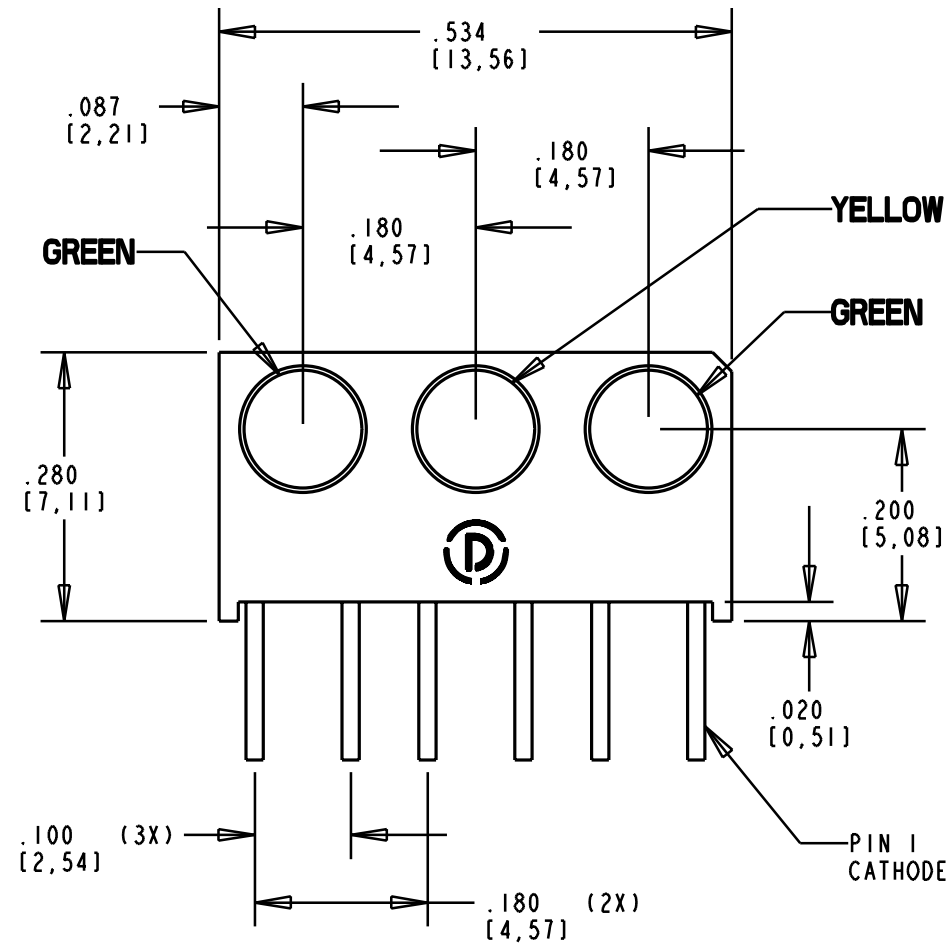 .534
[13,56]
.087
[2,21]
.180
[4,57]
YELLOW
.180
[4,57]
GREEN
GREEN
.280
[7,11]
.200
[5,08]
D
.020
[0,51]
.100 (3X)
[2,54]
PIN 1
CATHODE
.180 (2X)
[4,57]